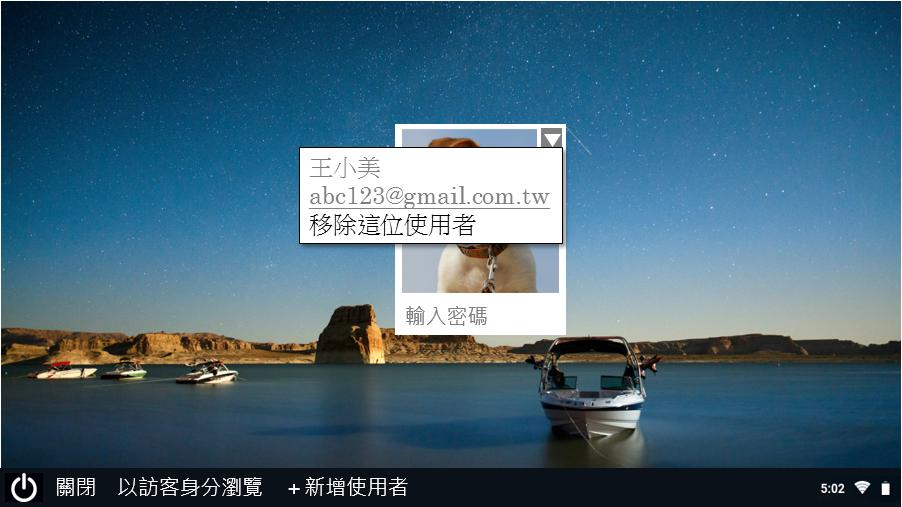 王小美
abc123@gmail.com.tw
移除這位使用者
輸入密碼
關閉 以訪客身分瀏覽 +新增使用者 5:02